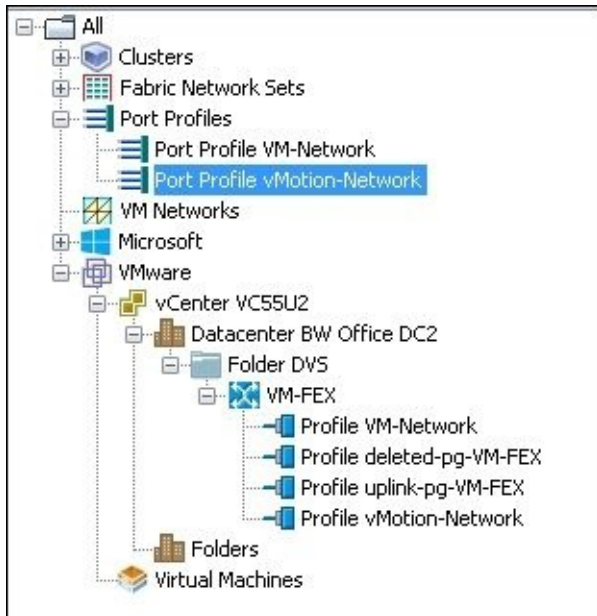 All
Clusters
Fabric Network Sets
Port Profiles
Port Profile VM-Network
Port Profile vMotion-Network
VM Networks
Microsoft
VMware
vCenter VC55U2
Datacenter BW Office DC2
Folder DVS
VM-FEX
Profile VM-Network
Profile deleted-pg-VM-FEX
Profile uplink-pg-VM-FEX
Profile vMotion-Network
Folders
Virtual Machines